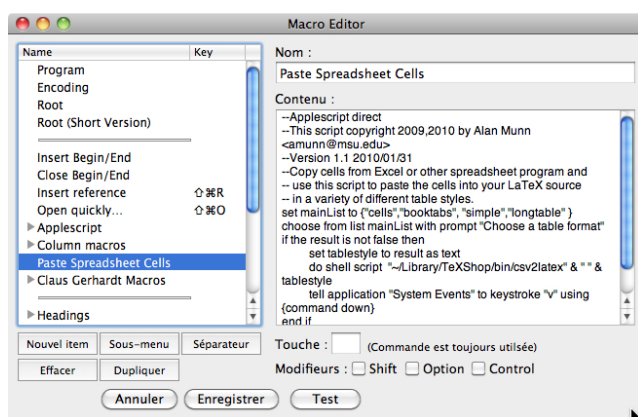 Macro Editor
Name Key
Program
Encoding
Root
Root (Short Version)
Insert Begin/End
Close Begin/End
Insert reference ⇧⌘R
Open quickly... ⇧⌘O
Applescript
Column macros
Paste Spreadsheet Cells
Claus Gerhardt Macros
Headings
Nouvel item Sous-menu Séparateur
Effacer Dupliquer
Nom :
Paste Spreadsheet Cells
Contenu :
--Applescript direct
--This script copyright 2009,2010 by Alan Munn
<amunn@msu.edu>
--Version 1.1 2010/01/31
--Copy cells from Excel or other spreadsheet program and
-- use this script to paste the cells into your LaTeX source
-- in a variety of different table styles.
set mainList to {"cells","booktabs", "simple","longtable" }
choose from list mainList with prompt "Choose a table format"
if the result is not false then
set tablestyle to result as text
do shell script "~/Library/TeXShop/bin/csv2latex" & " " &
tablestyle
tell application "System Events" to keystroke "v" using
{command down}
end if
Touche : (Commande est toujours utilsée)
Modifieurs : Shift Option Control
Annuler Enregistrer Test